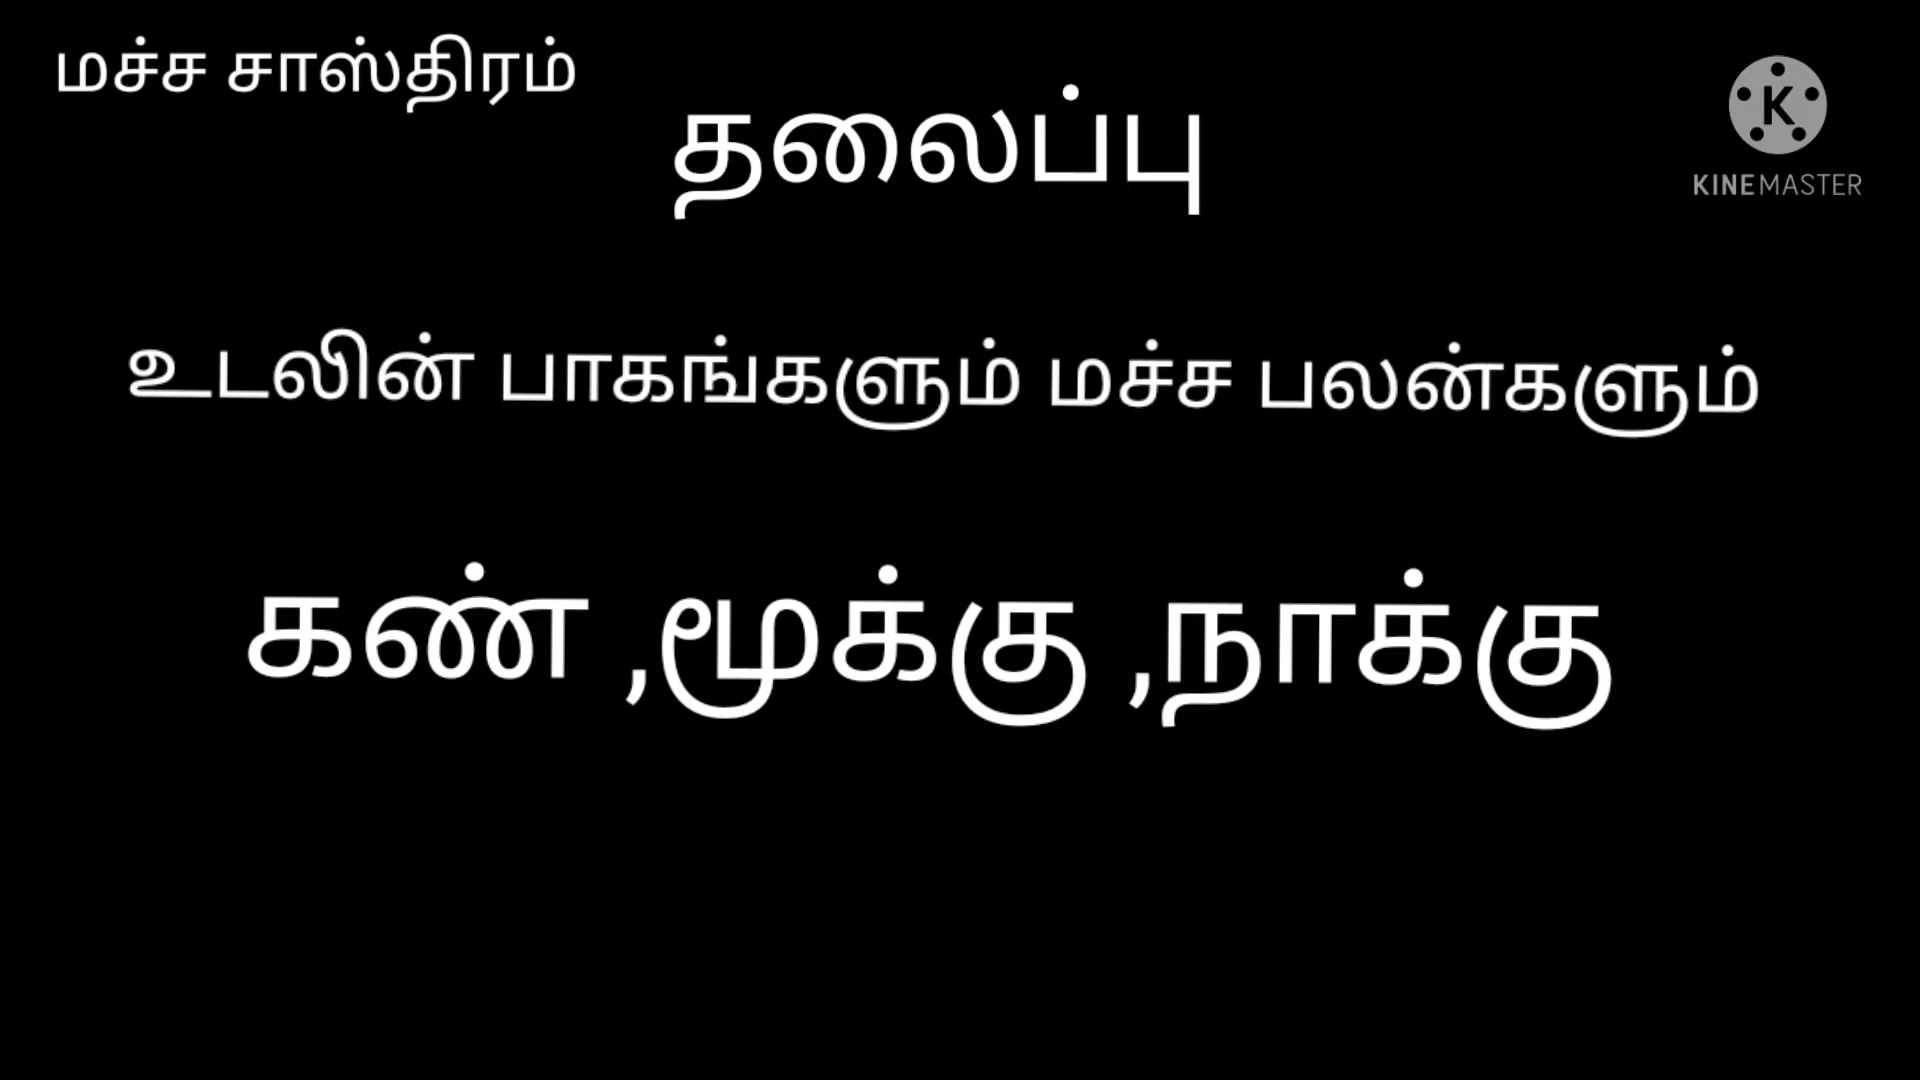 மச்ச சாஸ்திரம்
தலைப்பு
KINEMASTER
உடலின் பாகங்களும் மச்ச பலன்களும்
கண் ,மூக்கு ,நாக்கு